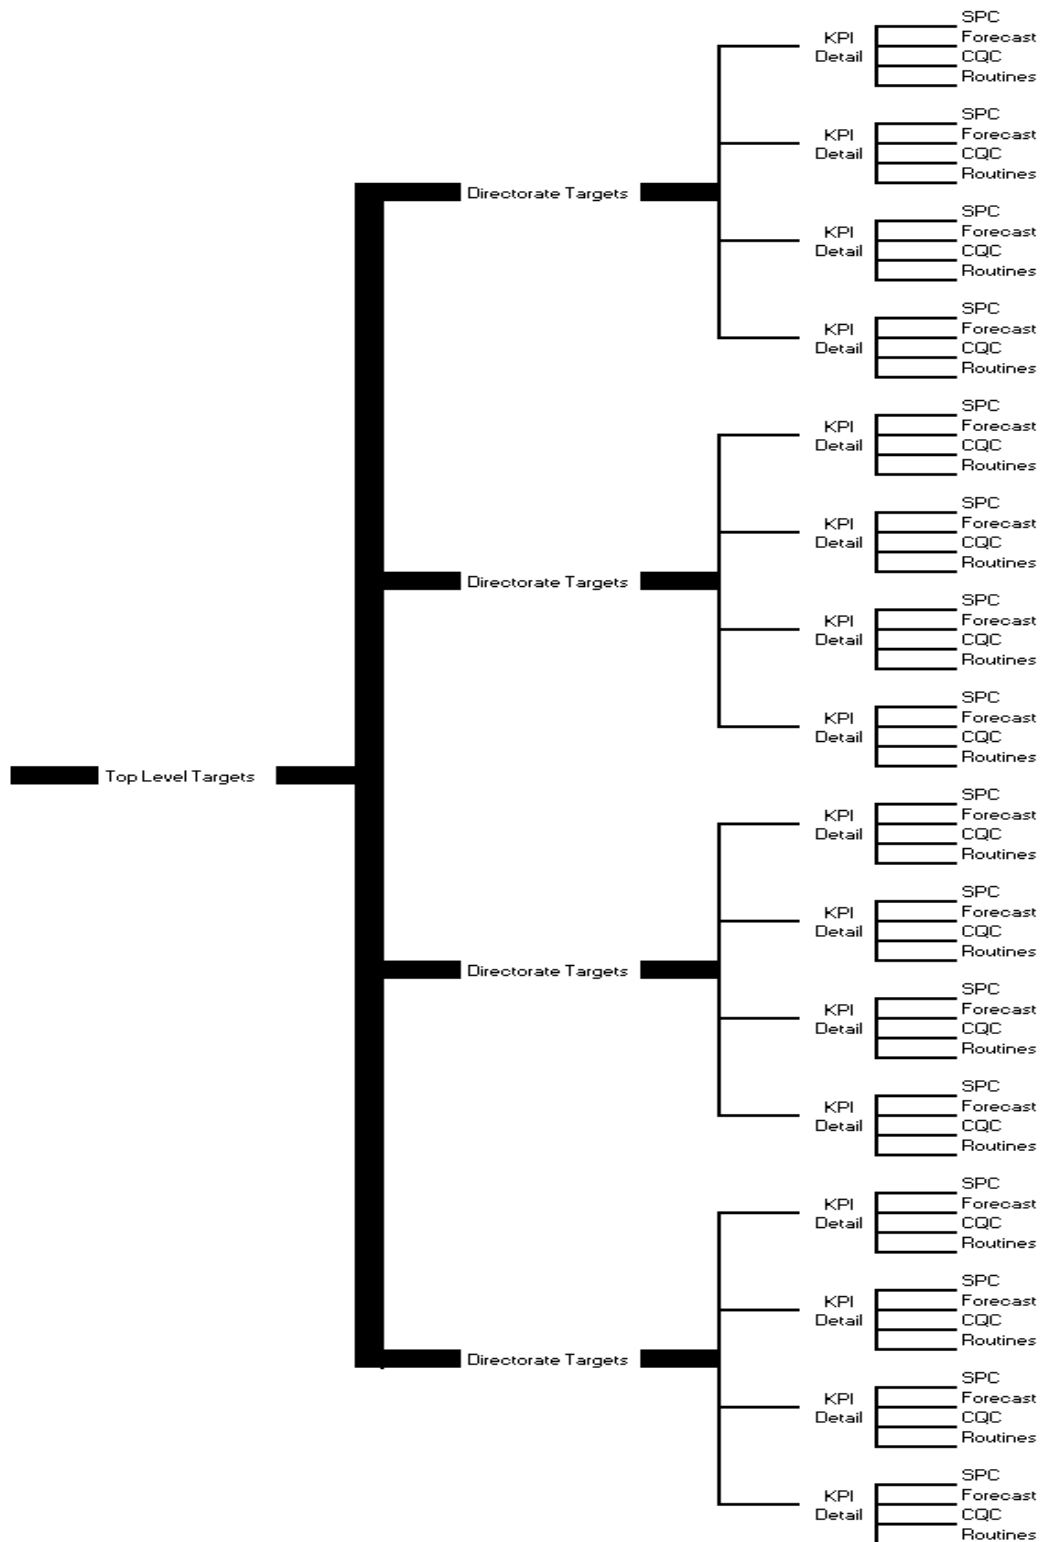 SPC
KPI Forecast
Detail CQC
Routines
SPC
KPI Forecast
Detail CQC
Routines
Directorate Targets
SPC
KPI Forecast
Detail CQC
Routines
SPC
KPI Forecast
Detail CQC
Routines
SPC
KPI Forecast
Detail CQC
Routines
SPC
KPI Forecast
Detail CQC
Routines
Directorate Targets
SPC
KPI Forecast
Detail CQC
Routines
SPC
KPI Forecast
Detail CQC
Routines
Top Level Targets
SPC
KPI Forecast
Detail CQC
Routines
SPC
KPI Forecast
Detail CQC
Routines
Directorate Targets
SPC
KPI Forecast
Detail CQC
Routines
SPC
KPI Forecast
Detail CQC
Routines
SPC
KPI Forecast
Detail CQC
Routines
SPC
KPI Forecast
Detail CQC
Routines
Directorate Targets
SPC
KPI Forecast
Detail CQC
Routines
SPC
KPI Forecast
Detail CQC
Routines